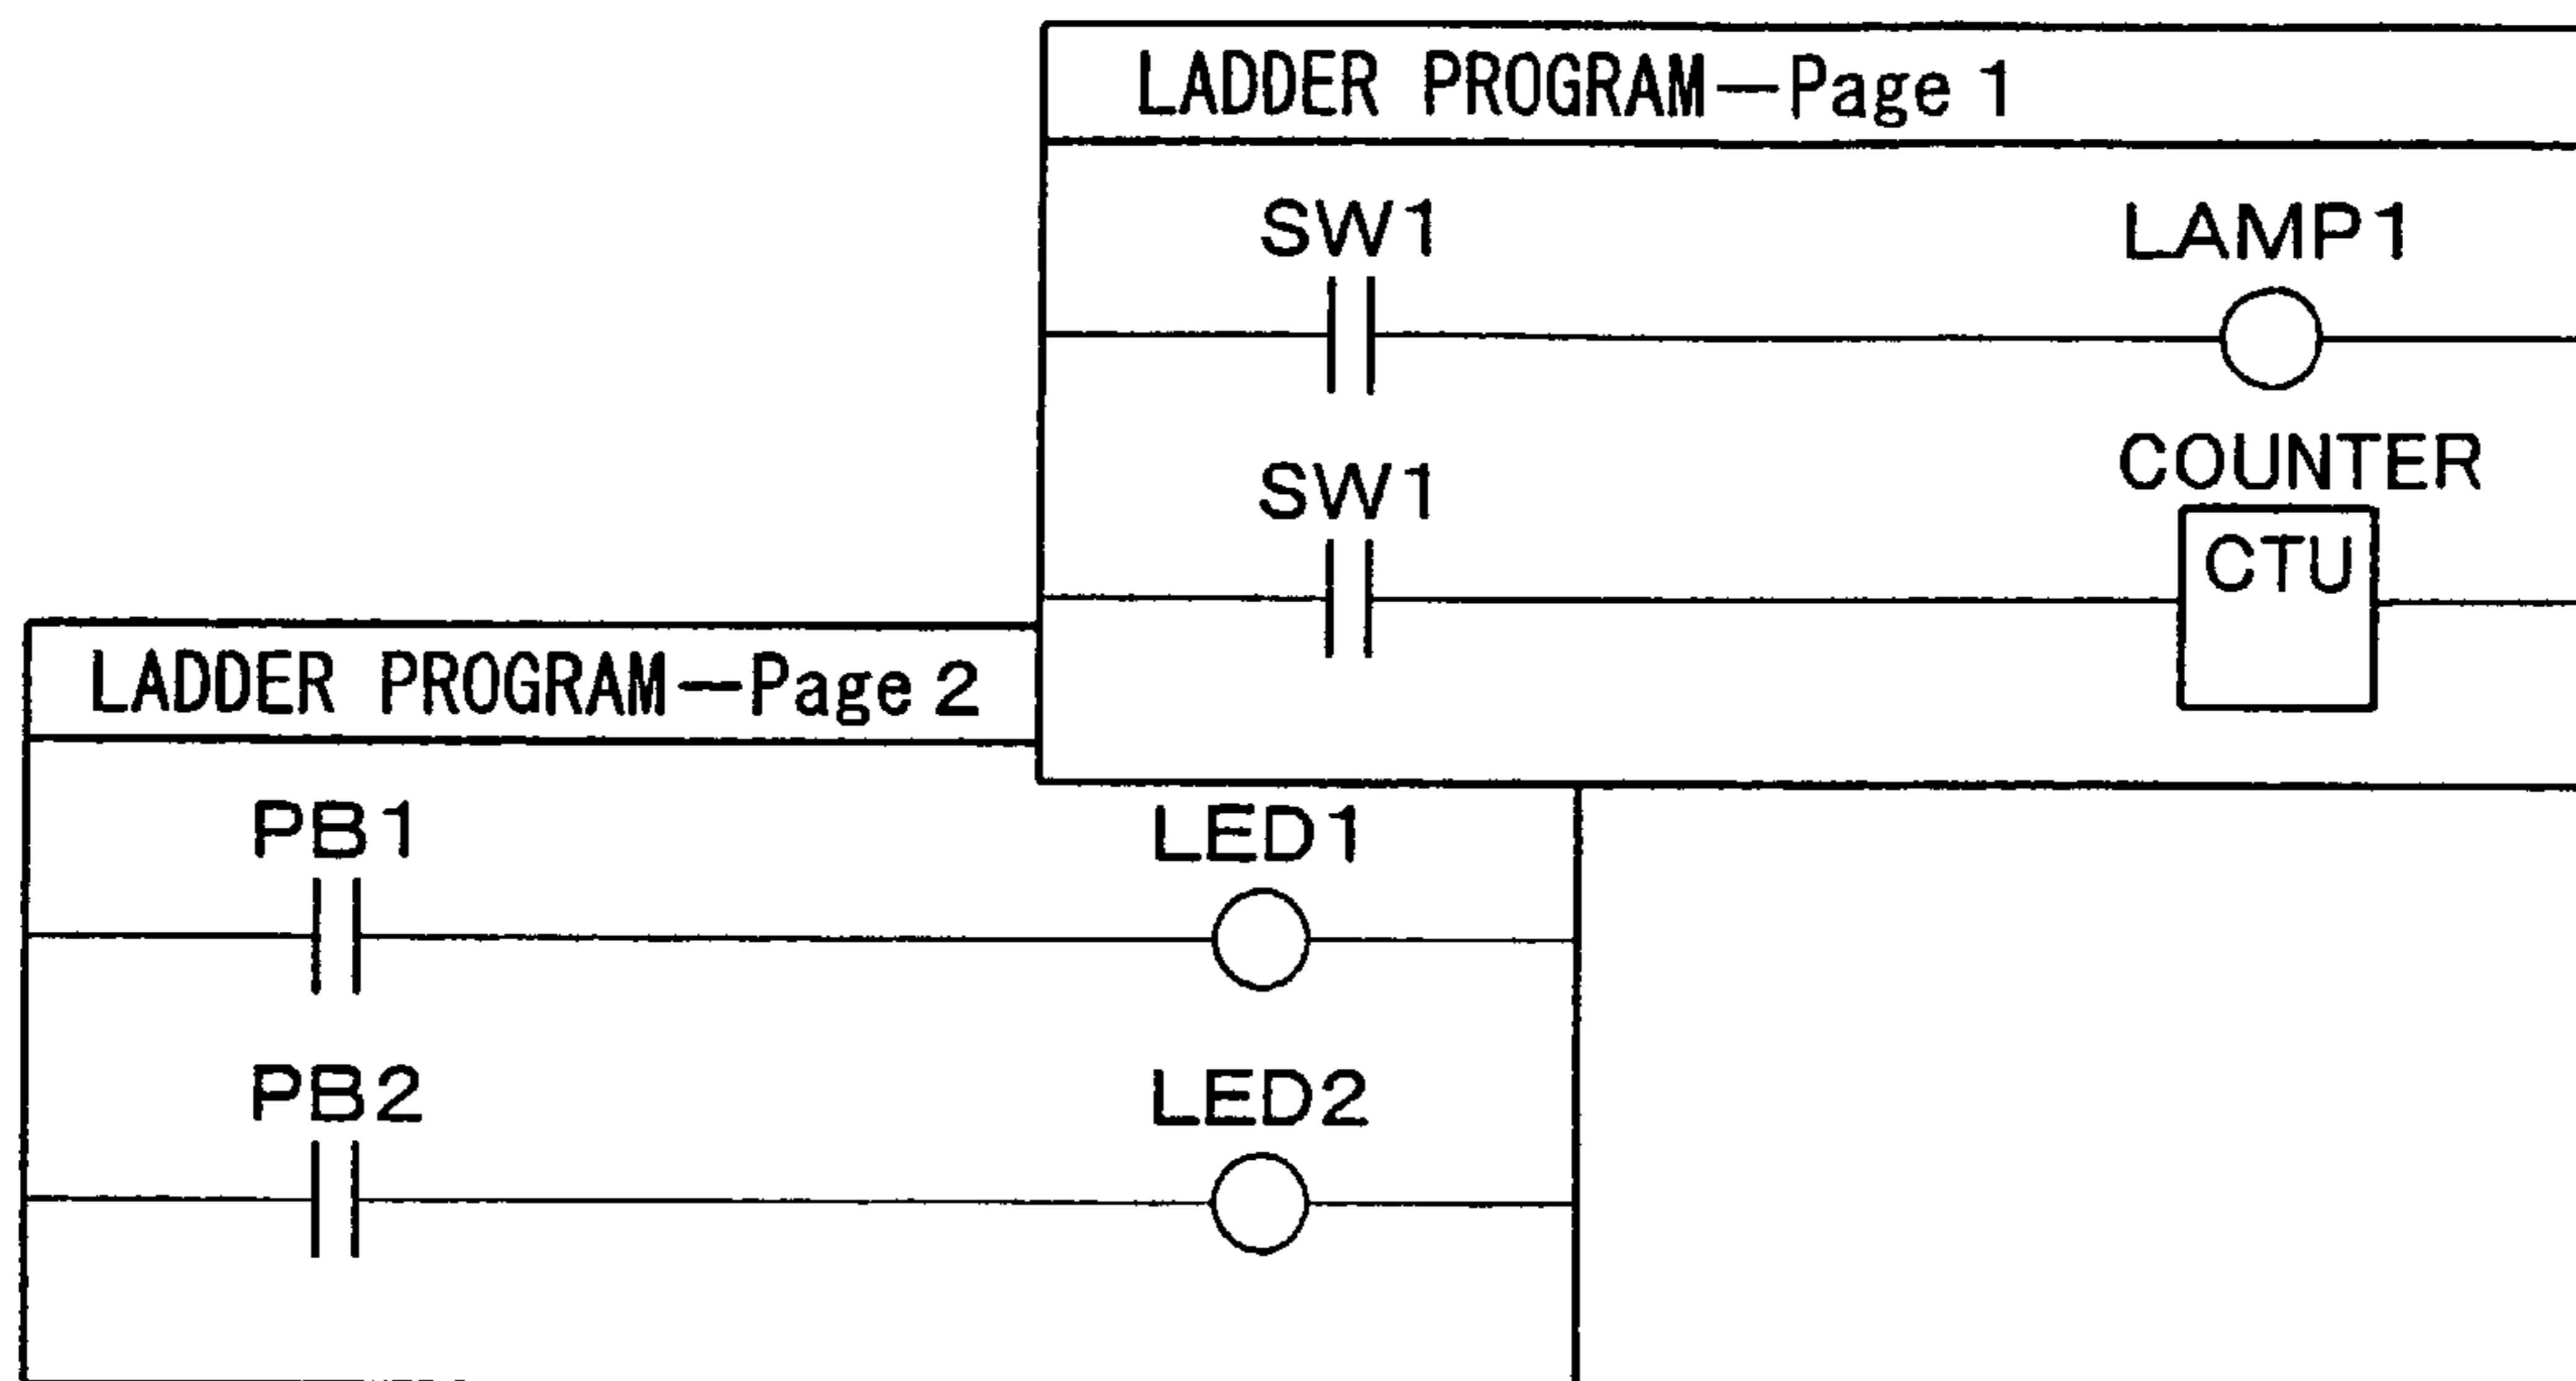 LADDER PROGRAM—Page 1
SW1 LAMP1
COUNTER
SW1
CTU
LADDER PROGRAM—Page 2
PB1 LED1
PB2 LED2